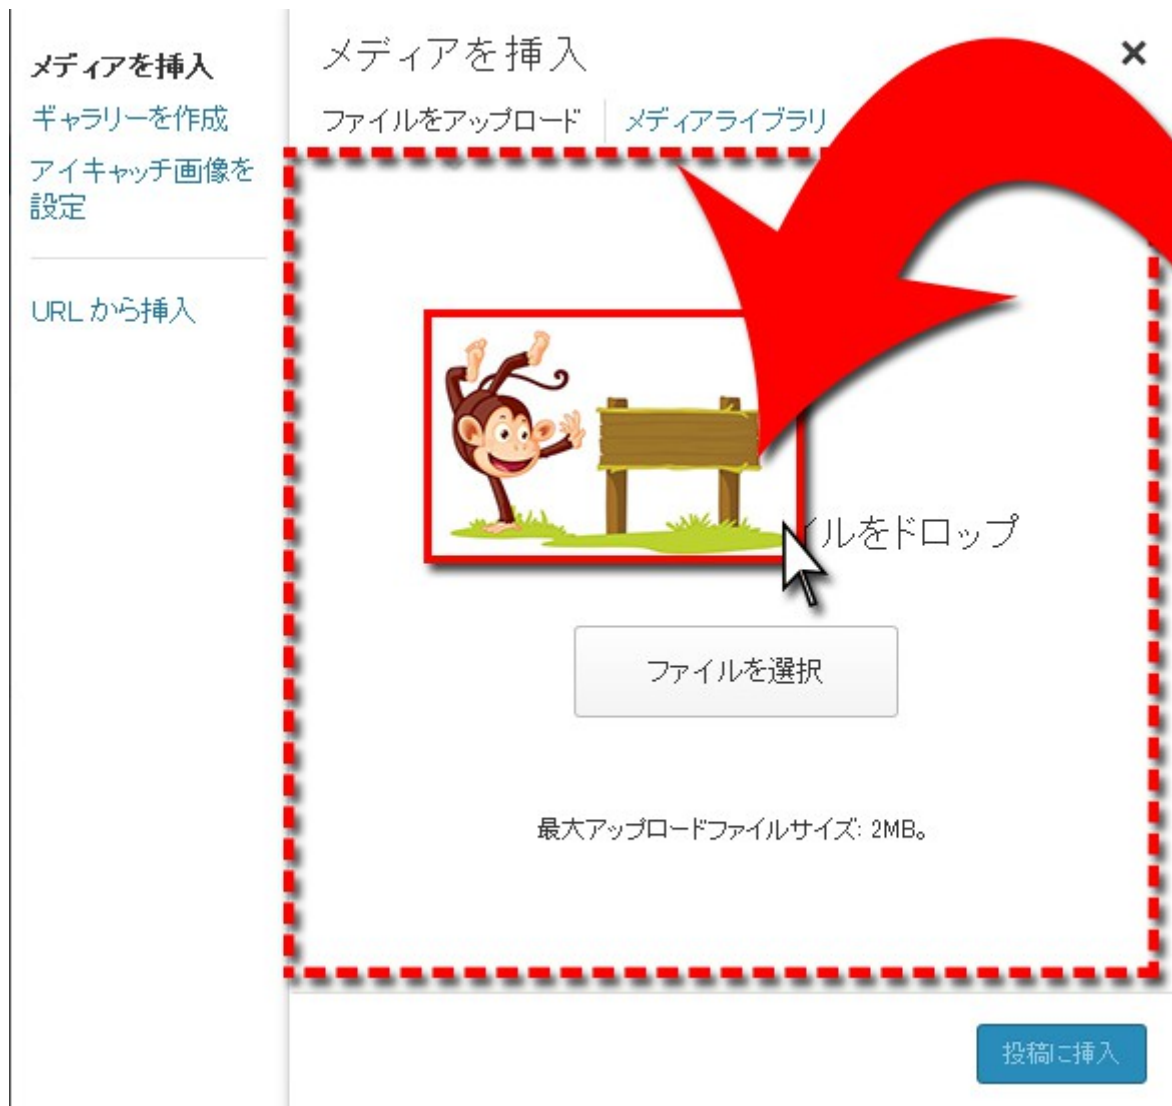 メディアを挿入
ギャラリーを作成
アイキャッチ画像を
設定
URL から挿入
メディアを挿入
×
ファイルをアップロード
メディアライブラリ
イルをドロップ
ファイルを選択
最大アップロードファイルサイズ: 2MB。
投稿に挿入